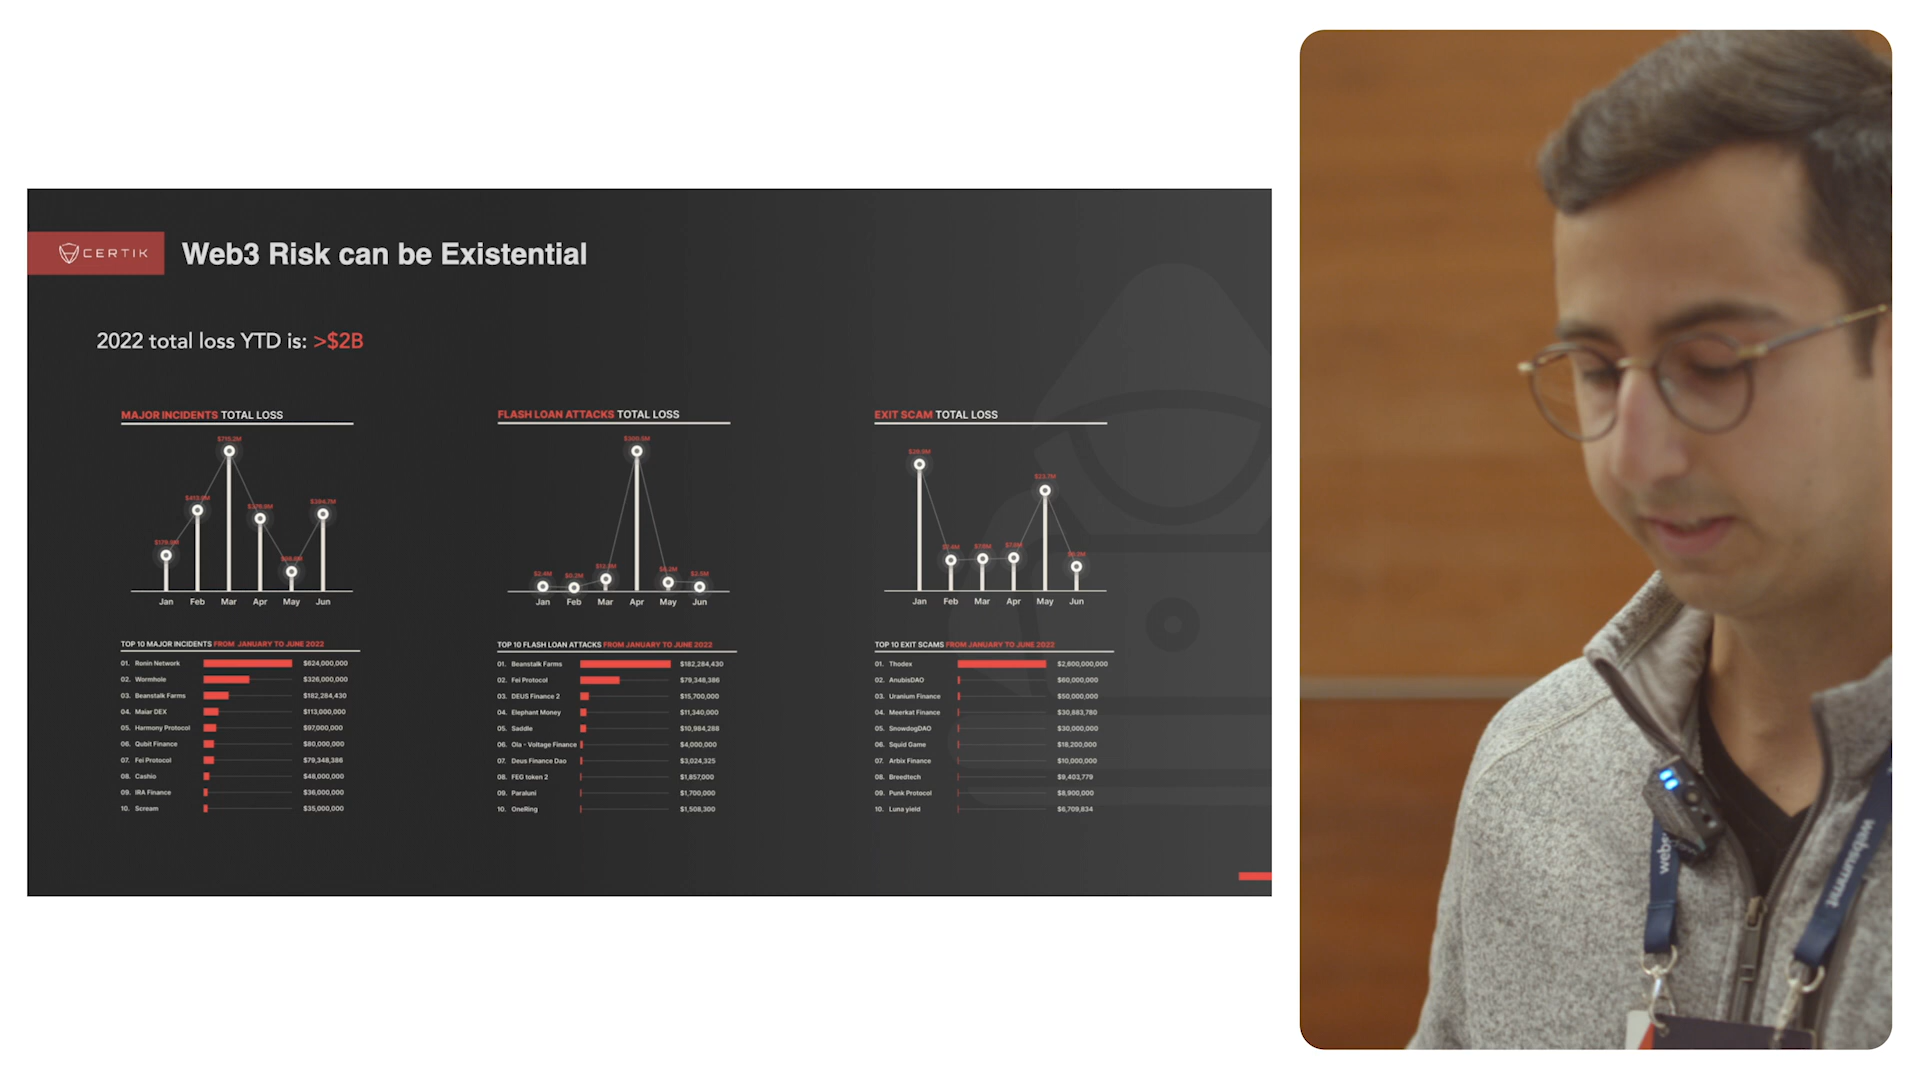 CERTIK
Web3 Risk can be Existential
2022 total loss YTD is: >$2B
MAJOR INCIDENTS TOTAL LOSS
Jan Feb Mar Apr May Jun
TOP 10 MAJOR INCIDENTS FROM JANUARY TO JUNE 2022
01. Ronin Network $624,000,000
02. Wormhole $326,000,000
03. Beanstalk Farms $182,284,430
04. Maiar DEX $113,000,000
05. Harmony Protocol $97,000,000
06. Qubit Finance $80,000,000
07. Fei Protocol $79,348,386
08. Cashio $48,000,000
09. IRA Finance $36,000,000
10. Scream $35,000,000
FLASH LOAN ATTACKS TOTAL LOSS
Jan Feb Mar Apr May Jun
TOP 10 FLASH LOAN ATTACKS FROM JANUARY TO JUNE 2022
01. Beanstalk Farms $182,284,430
02. Fei Protocol $79,348,386
03. DEUS Finance 2 $15,700,000
04. Elephant Money $11,340,000
05. Saddle $10,984,288
06. Ola - Voltage Finance $4,000,000
07. Deus Finance Dao $3,024,325
08. FEG token 2 $1,857,000
09. Paraluni $1,700,000
10. OneRing $1,508,300
EXIT SCAM TOTAL LOSS
Jan Feb Mar Apr May Jun
TOP 10 EXIT SCAMS FROM JANUARY TO JUNE 2022
01. Thodex $2,600,000,000
02. AnubisDAO $60,000,000
03. Uranium Finance $50,000,000
04. Meerkat Finance $30,883,780
05. SnowdogDAO $30,000,000
06. Squid Game $18,200,000
07. Arbix Finance $10,000,000
08. Breedtech $9,403,779
09. Punk Protocol $8,900,000
10. Luna yield $6,709,834
websummit